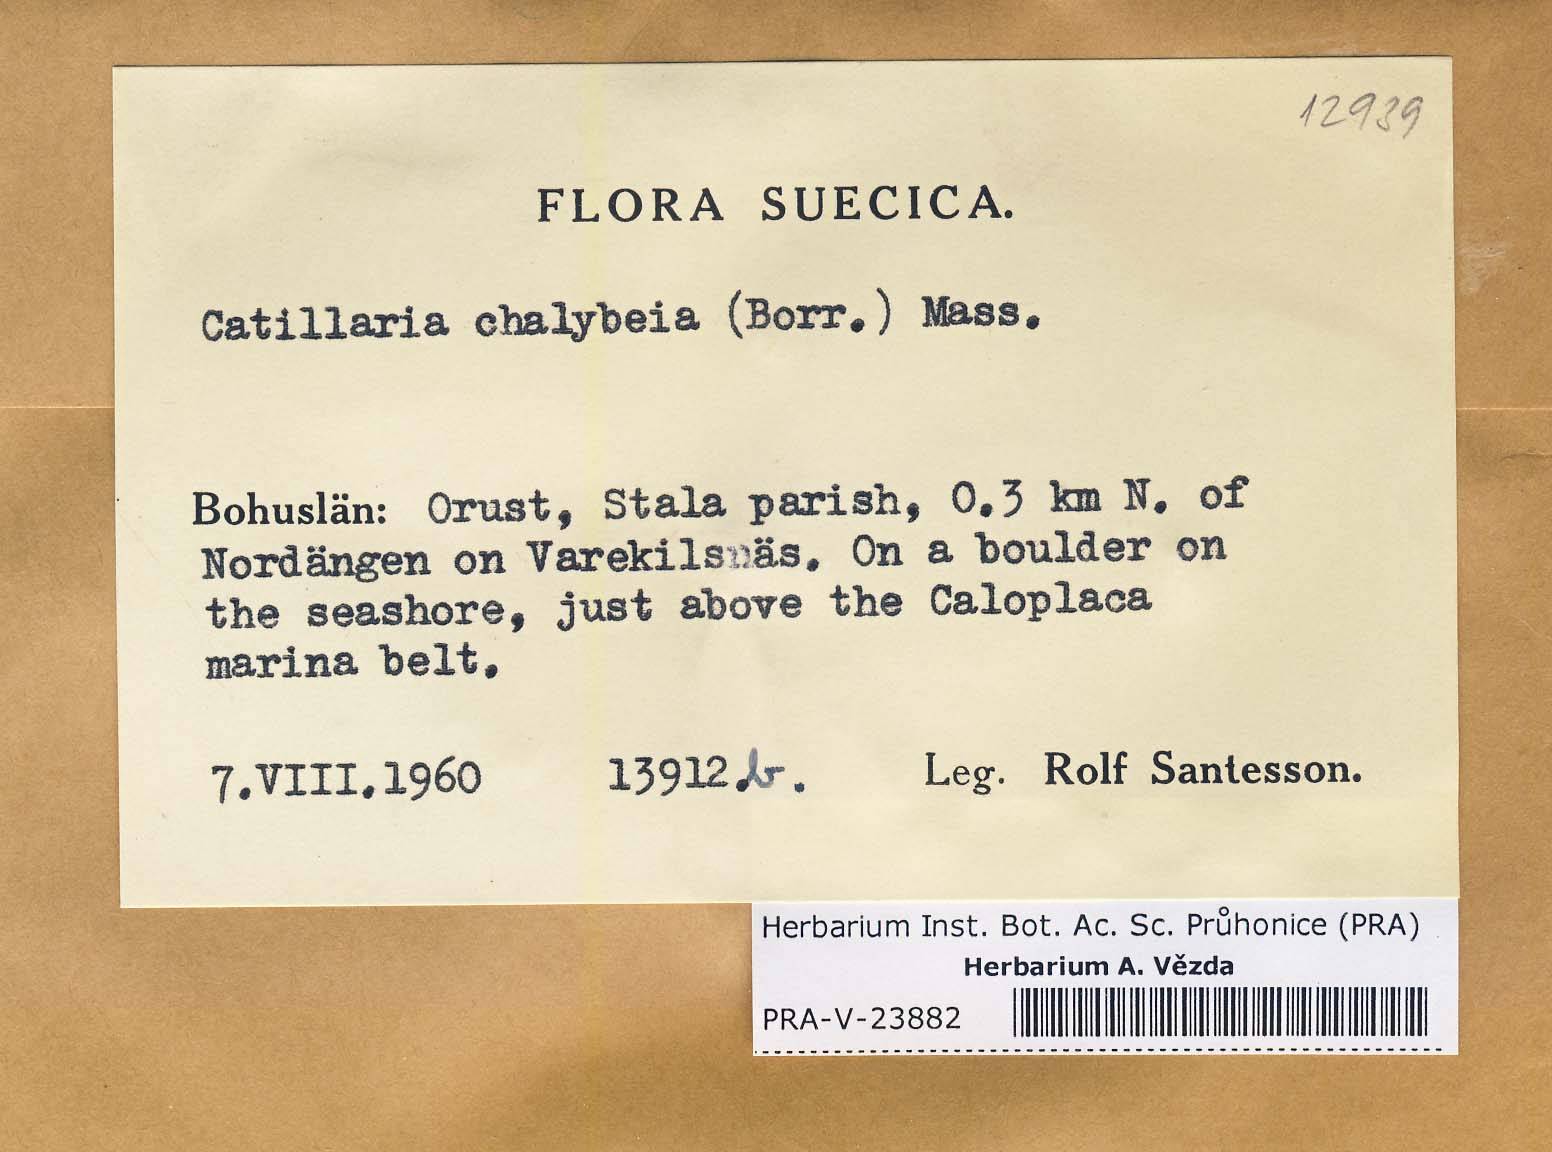 12939
FLORA SUECICA.
Catillaria chalybeia (Borr.) Mass.
Bohuslän: Orust, Stala parish, 0.3 km N. of
Nordängen on Varekilsnäs. On a boulder on
the seashore, just above the Caloplaca
marina belt.
7.VIII.1960 13912.b. Leg. Rolf Santesson.
Herbarium Inst. Bot. Ac. Sc. Průhonice (PRA)
Herbarium A. Vězda
PRA-V-23882